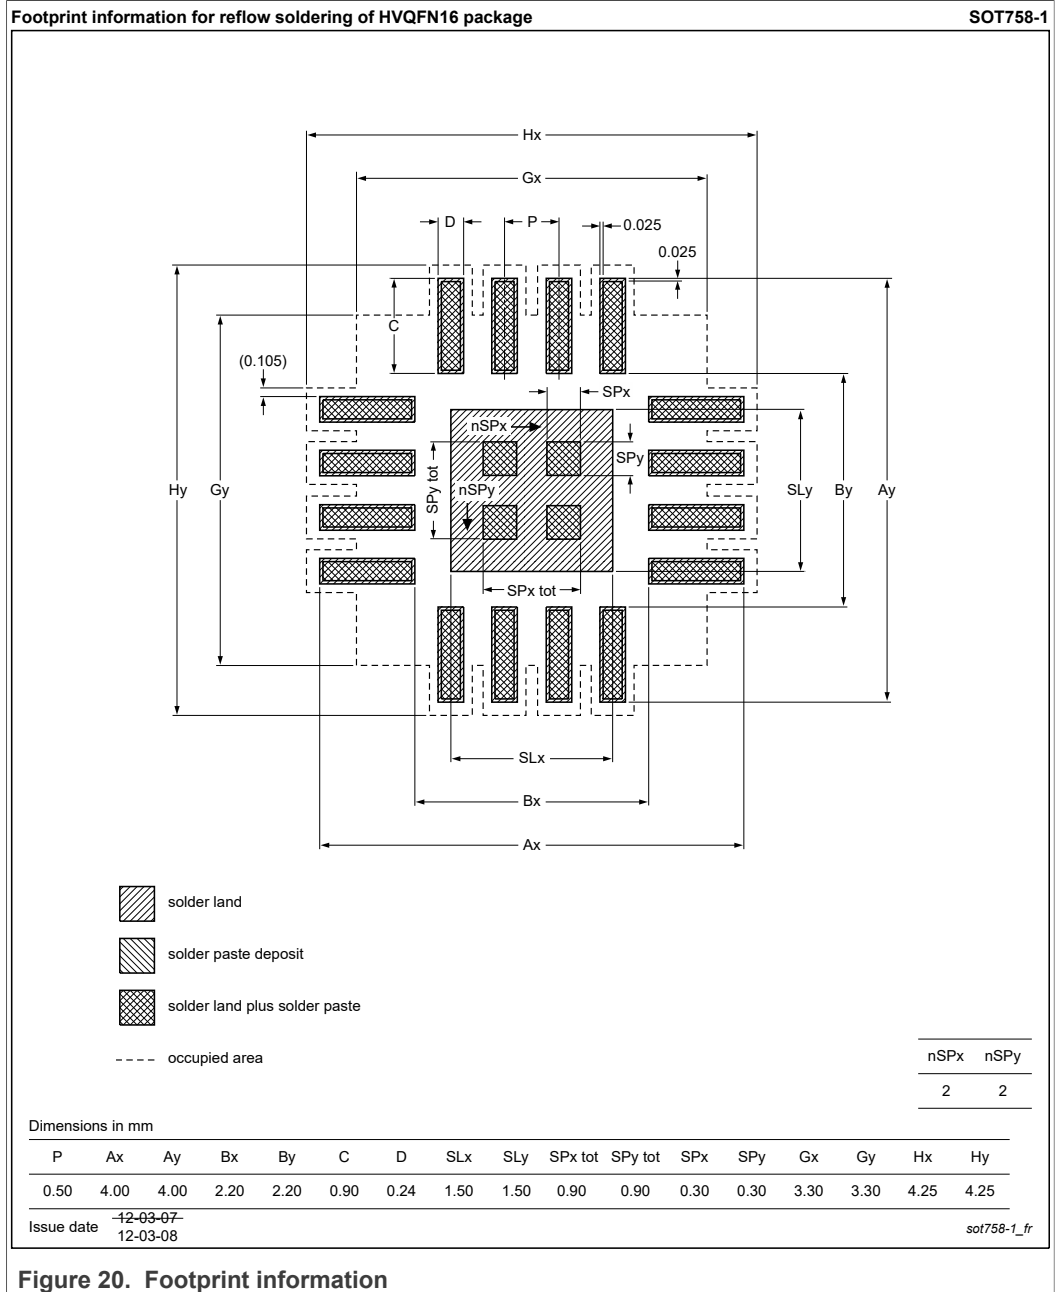 Footprint information for reflow soldering of HVQFN16 package SOT758-1
Hx
Gx
D P 0.025
0.025
C
(0.105)
SPx
nSPx
SPy tot SPy
Hy Gy nSPy SLy By Ay
SPx tot
SLx
Bx
Ax
solder land
solder paste deposit
solder land plus solder paste
occupied area
nSPx nSPy
2 2
Dimensions in mm
P Ax Ay Bx By C D SLx SLy SPx tot SPy tot SPx SPy Gx Gy Hx Hy
0.50 4.00 4.00 2.20 2.20 0.90 0.24 1.50 1.50 0.90 0.90 0.30 0.30 3.30 3.30 4.25 4.25
Issue date 12-03-07
12-03-08 sot758-1_fr
Figure 20. Footprint information